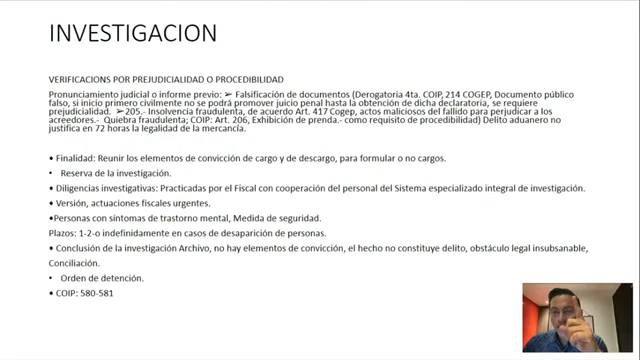 INVESTIGACION
VERIFICACIONS POR PREJUDICIALIDAD O PROCEDIBILIDAD
Pronunciamiento judicial o informe previo: ➢ Falsificación de documentos (Derogatoria 4ta. COIP, 214 COGEP, Documento público
falso, si inicio primero civilmente no se podrá promover juicio penal hasta la obtención de dicha declaratoria, se requiere
prejudicialidad. ➢205.- Insolvencia fraudulenta, de acuerdo Art. 417 Cogep, actos maliciosos del fallido para perjudicar a los
acreedores.- Quiebra fraudulenta; COIP: Art. 206, Exhibición de prenda.- como requisito de procedibilidad) Delito aduanero no
justifica en 72 horas la legalidad de la mercancía.
• Finalidad: Reunir los elementos de convicción de cargo y de descargo, para formular o no cargos.
• Reserva de la investigación.
• Diligencias investigativas: Practicadas por el Fiscal con cooperación del personal del Sistema especializado integral de investigación.
• Versión, actuaciones fiscales urgentes.
•Personas con síntomas de trastorno mental, Medida de seguridad.
Plazos: 1-2-o indefinidamente en casos de desaparición de personas.
• Conclusión de la investigación Archivo, no hay elementos de convicción, el hecho no constituye delito, obstáculo legal insubsanable,
Conciliación.
• Orden de detención.
• COIP: 580-581